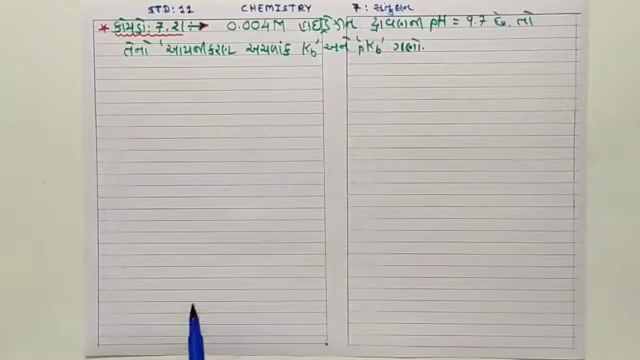 STD: 11 CHEMISTRY 7: સંતુલન
* કોયડો: 7.21 → 0.004M હાઇડ્રેઝિન દ્રાવણની pH = 9.7 છે. તો
તેનો 'આયનીકરણ અચળાંક Kb' અને 'pKb' ગણો.